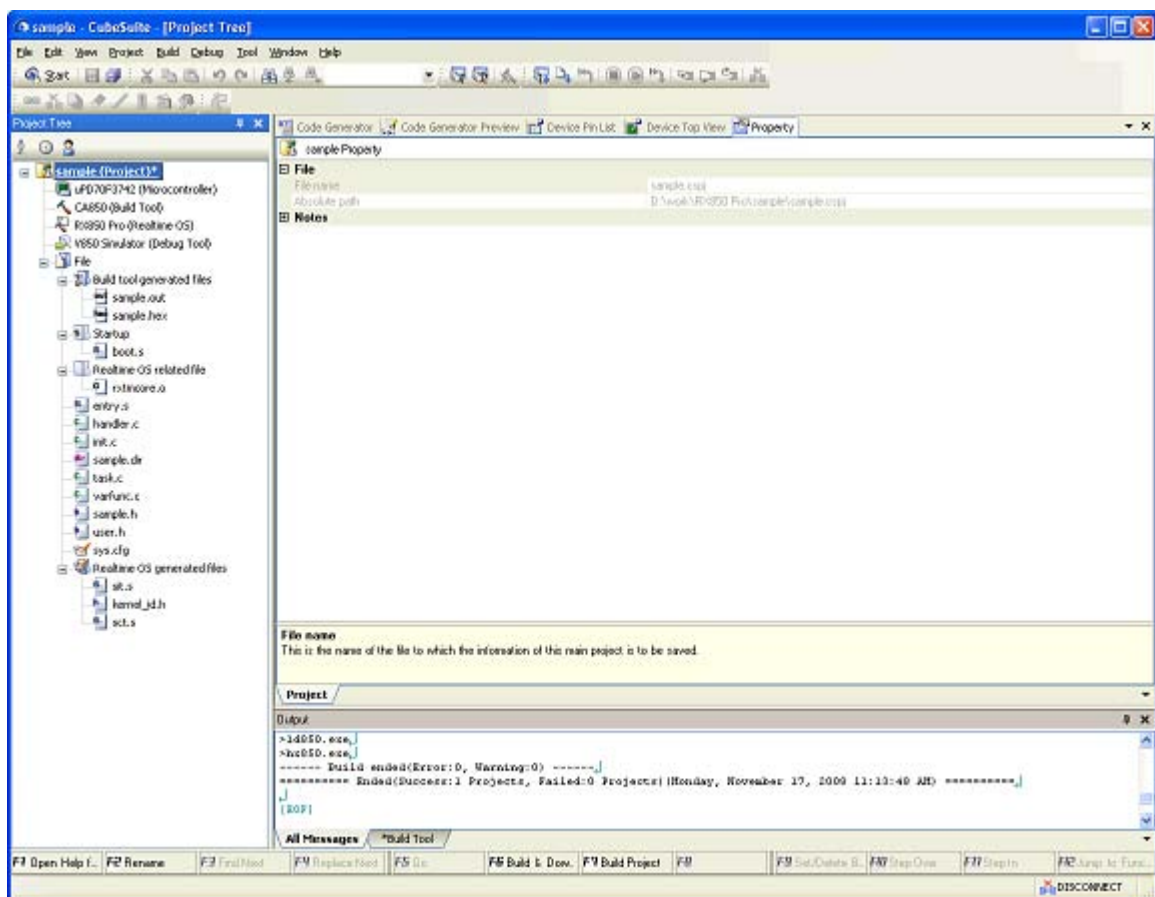 sample - CubeSuite - [Project Tree]
File Edit View Project Build Debug Tool Window Help
Start
Project Tree
Code Generator Code Generator Preview Device Pin List Device Top View Property
sample Property
sample (Project)*
uPD70F3742 (Microcontroller)
CA850 (Build Tool)
RX850 Pro (Realtime OS)
V850 Simulator (Debug Tool)
File
Build tool generated files
sample.out
sample.hex
Startup
boot.s
Realtime OS related file
rxtmcore.o
entry.s
handler.c
init.c
sample.dir
task.c
varfunc.c
sample.h
user.h
sys.cfg
Realtime OS generated files
sit.s
kernel_id.h
sct.s
File
File name sample.cspj
Absolute path D:\work\RX850 Pro\sample\sample.cspj
Notes
File name
This is the name of the file to which the information of this main project is to be saved.
Project
Output
>ld850.exe
>hx850.exe
------ Build ended(Error:0, Warning:0) ------
========== Ended(Success:1 Projects, Failed:0 Projects)(Monday, November 17, 2008 11:13:48 AM) ==========
[EOF]
All Messages *Build Tool
F1 Open Help f... F2 Rename F3 Find Next F4 Replace Next F5 Go F6 Build & Dow... F7 Build Project F8 F9 Set/Delete B... F10 Step Over F11 Step In F12 Jump to Func...
DISCONNECT